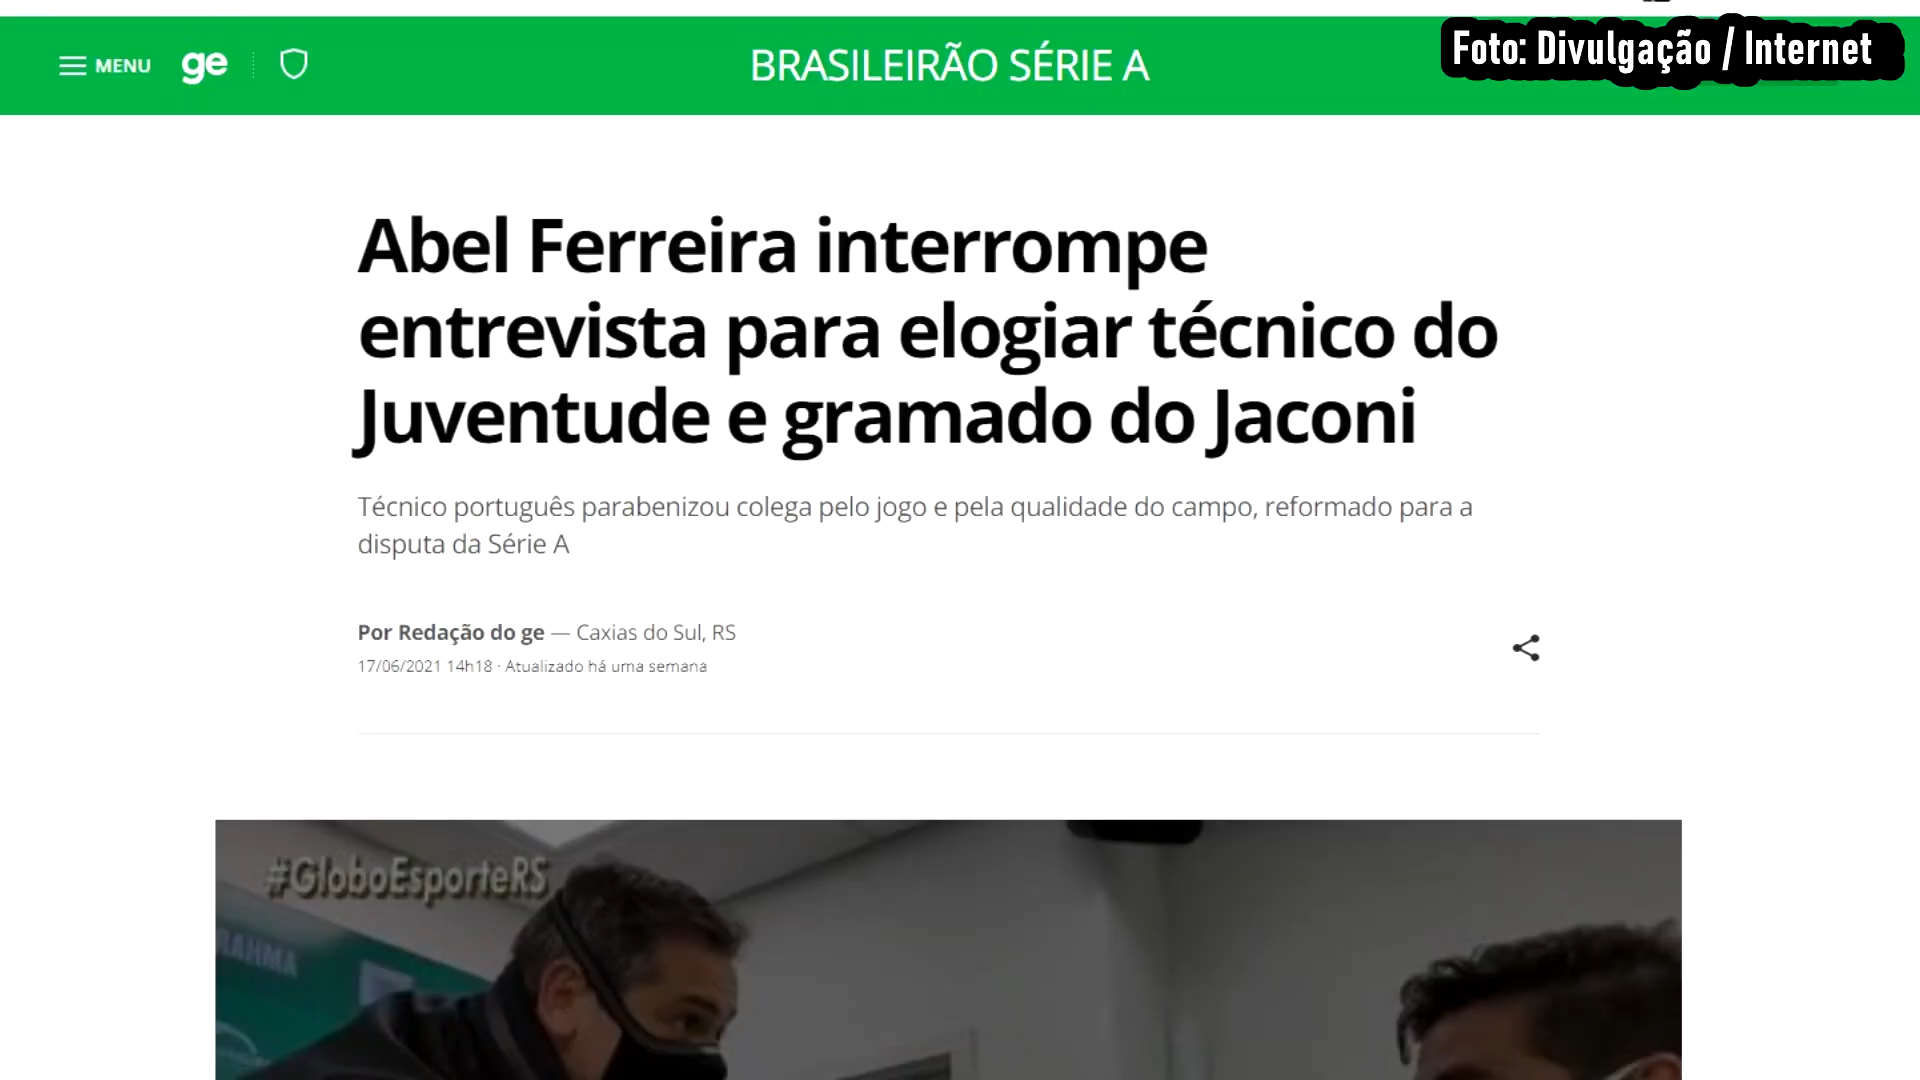 MENU ge BRASILEIRÃO SÉRIE A
Foto: Divulgação / Internet
Abel Ferreira interrompe
entrevista para elogiar técnico do
Juventude e gramado do Jaconi
Técnico português parabenizou colega pelo jogo e pela qualidade do campo, reformado para a
disputa da Série A
Por Redação do ge — Caxias do Sul, RS
17/06/2021 14h18 · Atualizado há uma semana
#GloboEsporteRS
RAHMA